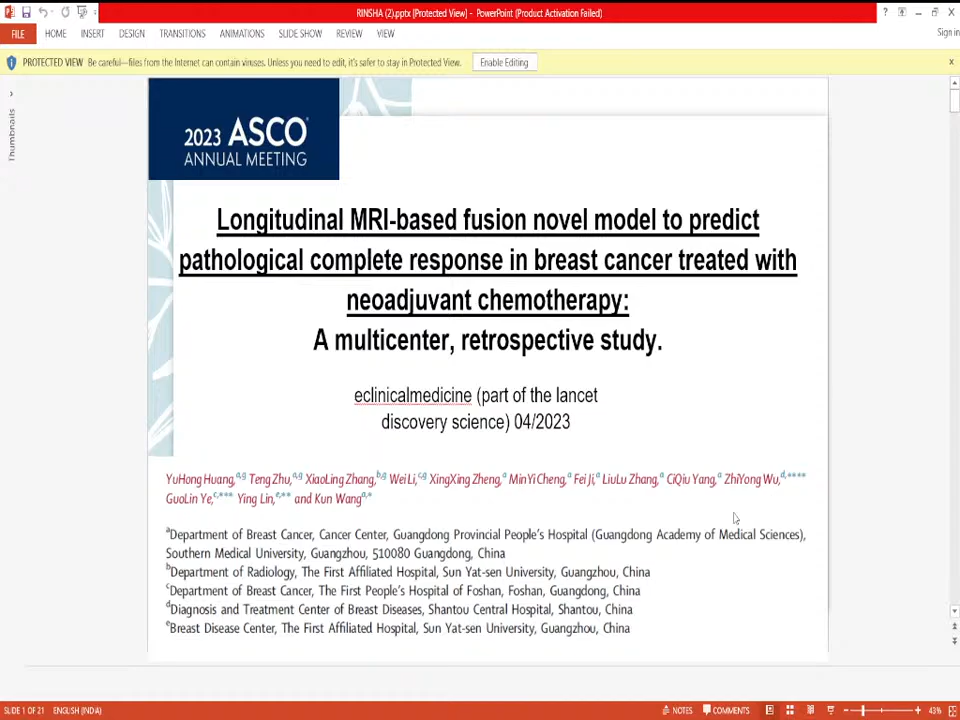 RINSHA (2).pptx [Protected View] - PowerPoint (Product Activation Failed)
FILE HOME INSERT DESIGN TRANSITIONS ANIMATIONS SLIDE SHOW REVIEW VIEW Sign in
PROTECTED VIEW Be careful—files from the Internet can contain viruses. Unless you need to edit, it's safer to stay in Protected View. Enable Editing
Thumbnails
2023 ASCO
ANNUAL MEETING
Longitudinal MRI-based fusion novel model to predict
pathological complete response in breast cancer treated with
neoadjuvant chemotherapy:
A multicenter, retrospective study.
eclinicalmedicine (part of the lancet
discovery science) 04/2023
YuHong Huang,a,g TengZhu,a,g XiaoLing Zhang,b,g Wei Li,c,g XingXing Zheng,a MinYi Cheng,a Fei Ji,a LiuLu Zhang,a CiQiu Yang,a ZhiYong Wu,d,****
GuoLin Ye,c,*** Ying Lin,e,** and Kun Wanga,*
aDepartment of Breast Cancer, Cancer Center, Guangdong Provincial People's Hospital (Guangdong Academy of Medical Sciences),
Southern Medical University, Guangzhou, 510080 Guangdong, China
bDepartment of Radiology, The First Affiliated Hospital, Sun Yat-sen University, Guangzhou, China
cDepartment of Breast Cancer, The First People's Hospital of Foshan, Foshan, Guangdong, China
dDiagnosis and Treatment Center of Breast Diseases, Shantou Central Hospital, Shantou, China
eBreast Disease Center, The First Affiliated Hospital, Sun Yat-sen University, Guangzhou, China
SLIDE 1 OF 21 ENGLISH (INDIA) NOTES COMMENTS 43%